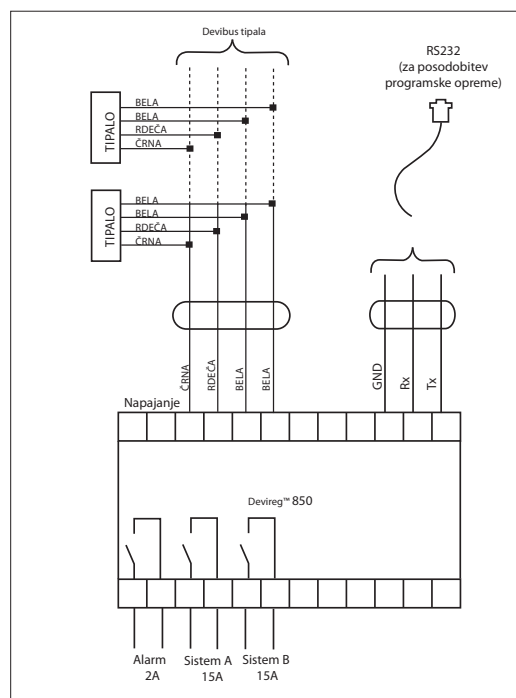 Devibus tipala
RS232
(za posodobitev
programske opreme)
TIPALO
BELA
BELA
RDEČA
ČRNA
TIPALO
BELA
BELA
RDEČA
ČRNA
ČRNA
RDEČA
BELA
BELA
GND
Rx
Tx
Napajanje
Devireg™ 850
Alarm
2A
Sistem A
15A
Sistem B
15A